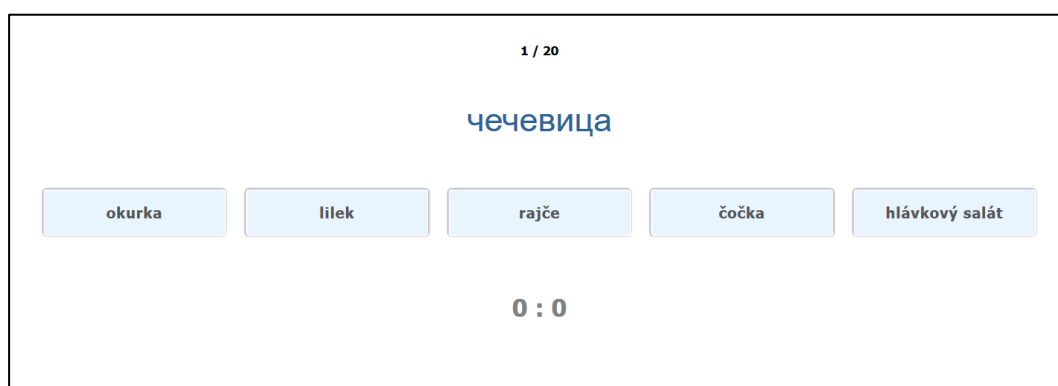 1 / 20
чечевица
okurka lilek rajče čočka hlávkový salát
0 : 0